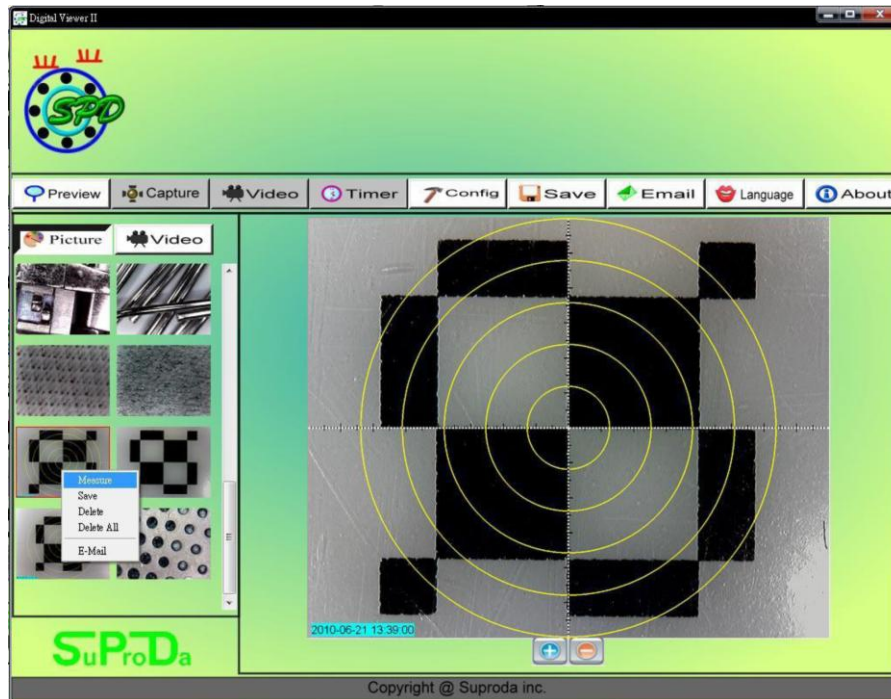 Digital Viewer II
SPD
Preview
Capture
Video
Timer
Config
Save
Email
Language
About
Picture
Video
Measure
Save
Delete
Delete All
E-Mail
2010-06-21 13:39:00
SuProDa
Copyright @ Suproda inc.